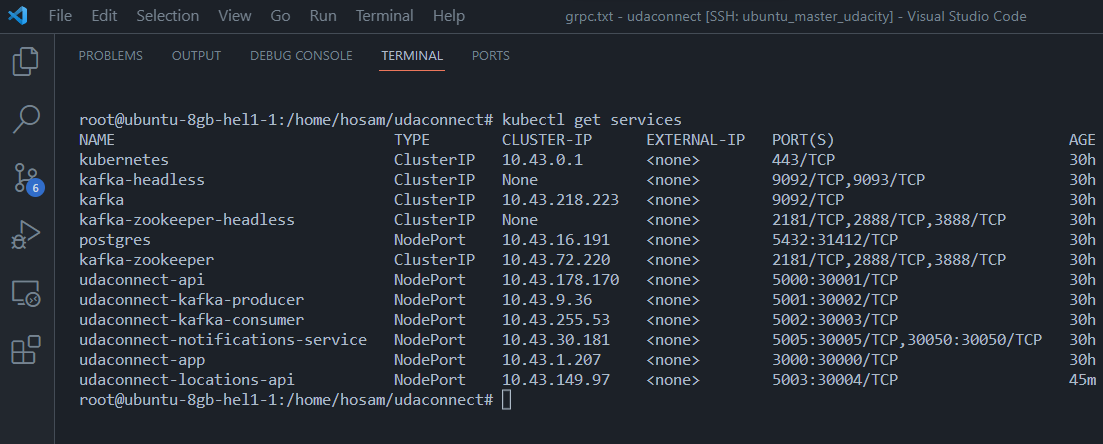 File Edit Selection View Go Run Terminal Help grpc.txt - udaconnect [SSH: ubuntu_master_udacity] - Visual Studio Code
PROBLEMS OUTPUT DEBUG CONSOLE TERMINAL PORTS
root@ubuntu-8gb-hel1-1:/home/hosam/udaconnect# kubectl get services
NAME TYPE CLUSTER-IP EXTERNAL-IP PORT(S) AGE
kubernetes ClusterIP 10.43.0.1 <none> 443/TCP 30h
kafka-headless ClusterIP None <none> 9092/TCP,9093/TCP 30h
kafka ClusterIP 10.43.218.223 <none> 9092/TCP 30h
kafka-zookeeper-headless ClusterIP None <none> 2181/TCP,2888/TCP,3888/TCP 30h
postgres NodePort 10.43.16.191 <none> 5432:31412/TCP 30h
kafka-zookeeper ClusterIP 10.43.72.220 <none> 2181/TCP,2888/TCP,3888/TCP 30h
udaconnect-api NodePort 10.43.178.170 <none> 5000:30001/TCP 30h
udaconnect-kafka-producer NodePort 10.43.9.36 <none> 5001:30002/TCP 30h
udaconnect-kafka-consumer NodePort 10.43.255.53 <none> 5002:30003/TCP 30h
udaconnect-notifications-service NodePort 10.43.30.181 <none> 5005:30005/TCP,30050:30050/TCP 30h
udaconnect-app NodePort 10.43.1.207 <none> 3000:30000/TCP 30h
udaconnect-locations-api NodePort 10.43.149.97 <none> 5003:30004/TCP 45m
root@ubuntu-8gb-hel1-1:/home/hosam/udaconnect#
6